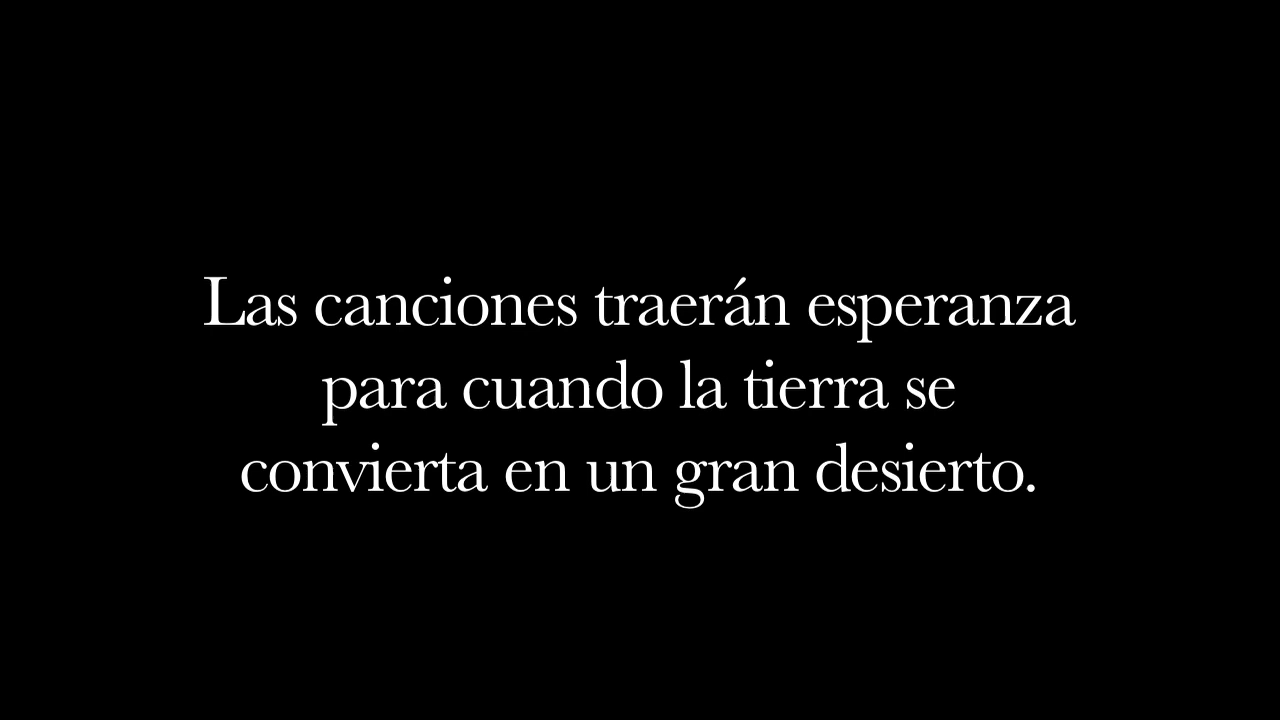 Las canciones traerán esperanza
para cuando la tierra se
convierta en un gran desierto.